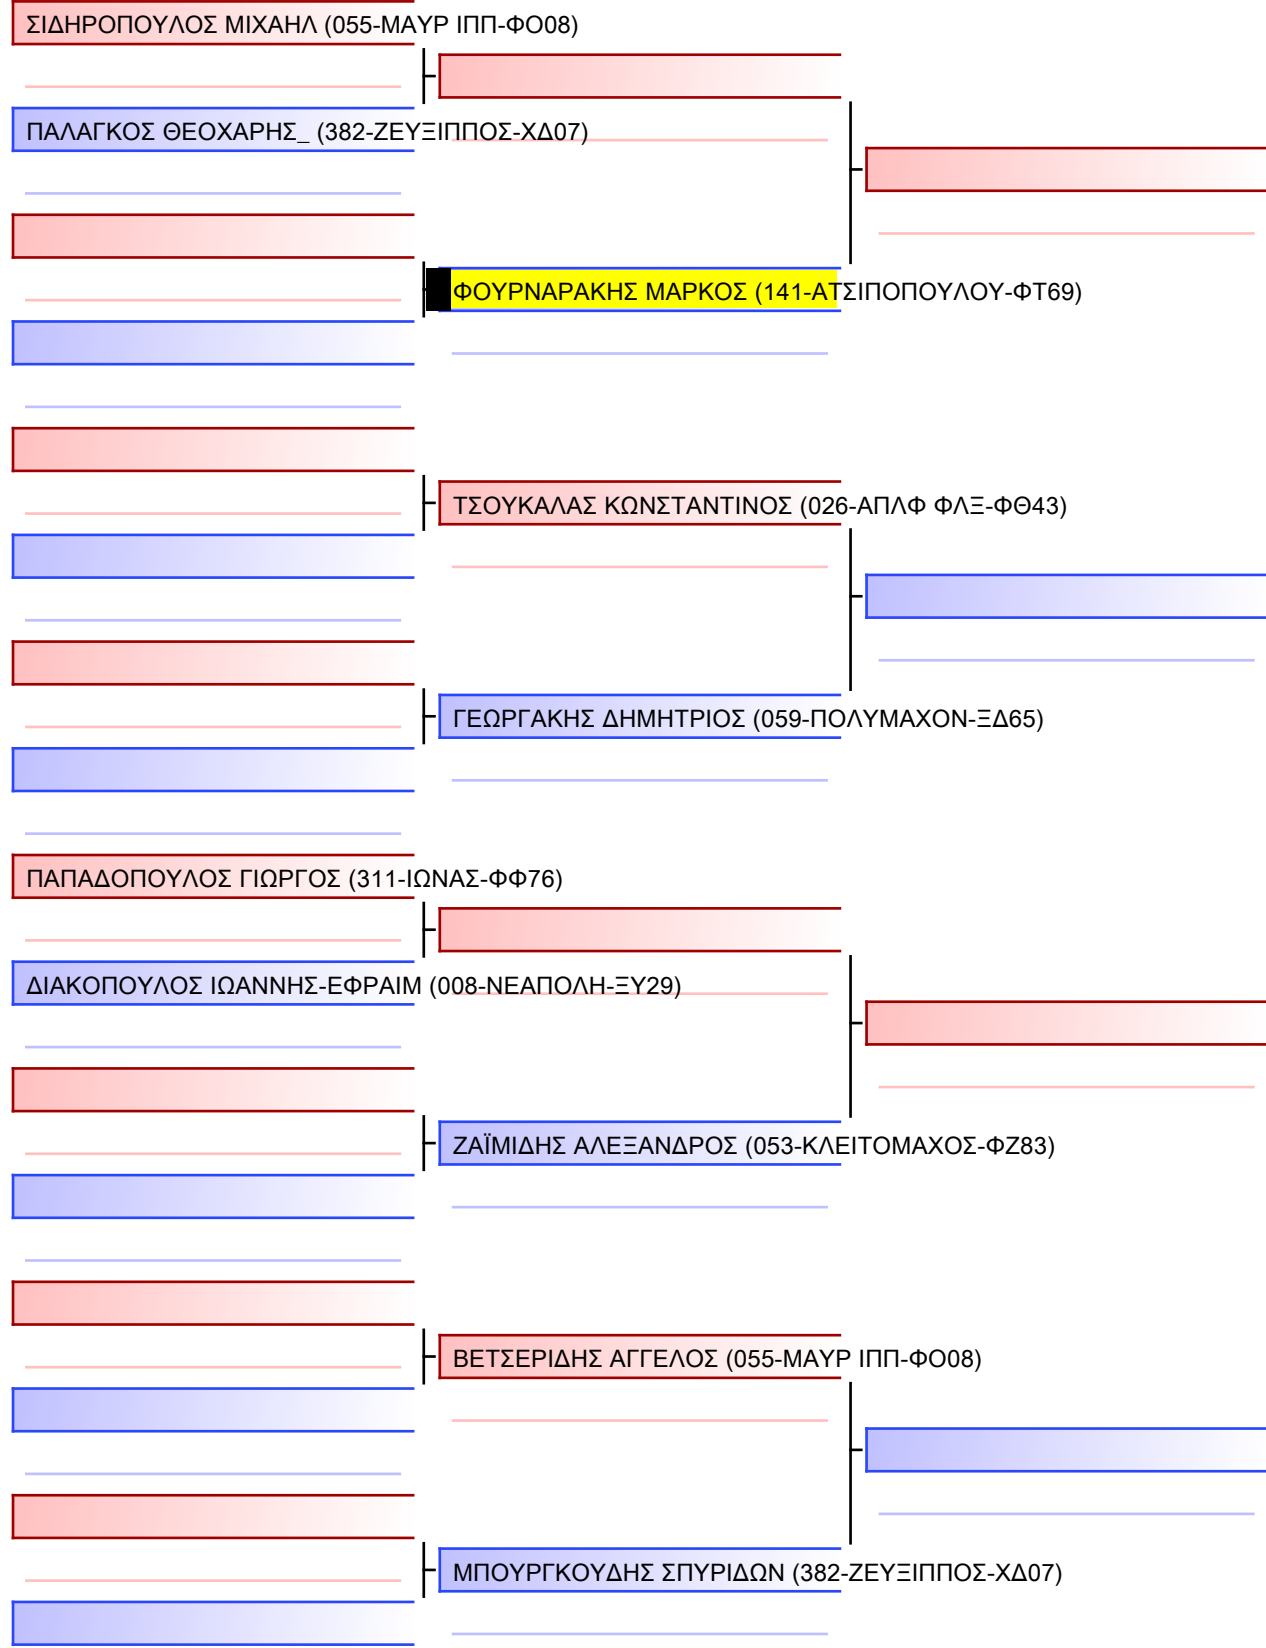 ΣΙΔΗΡΟΠΟΥΛΟΣ ΜΙΧΑΗΛ (055-ΜΑΥΡ ΙΠΠ-ΦΟ08)
ΠΑΛΑΓΚΟΣ ΘΕΟΧΑΡΗΣ_ (382-ΖΕΥΞΙΠΠΟΣ-ΧΔ07)
ΦΟΥΡΝΑΡΑΚΗΣ ΜΑΡΚΟΣ (141-ΑΤΣΙΠΟΠΟΥΛΟΥ-ΦΤ69)
ΤΣΟΥΚΑΛΑΣ ΚΩΝΣΤΑΝΤΙΝΟΣ (026-ΑΠΛΦ ΦΛΞ-ΦΘ43)
ΓΕΩΡΓΑΚΗΣ ΔΗΜΗΤΡΙΟΣ (059-ΠΟΛΥΜΑΧΟΝ-ΞΔ65)
ΠΑΠΑΔΟΠΟΥΛΟΣ ΓΙΩΡΓΟΣ (311-ΙΩΝΑΣ-ΦΦ76)
ΔΙΑΚΟΠΟΥΛΟΣ ΙΩΑΝΝΗΣ-ΕΦΡΑΙΜ (008-ΝΕΑΠΟΛΗ-ΞΥ29)
ΖΑΪΜΙΔΗΣ ΑΛΕΞΑΝΔΡΟΣ (053-ΚΛΕΙΤΟΜΑΧΟΣ-ΦΖ83)
ΒΕΤΣΕΡΙΔΗΣ ΑΓΓΕΛΟΣ (055-ΜΑΥΡ ΙΠΠ-ΦΟ08)
ΜΠΟΥΡΓΚΟΥΔΗΣ ΣΠΥΡΙΔΩΝ (382-ΖΕΥΞΙΠΠΟΣ-ΧΔ07)